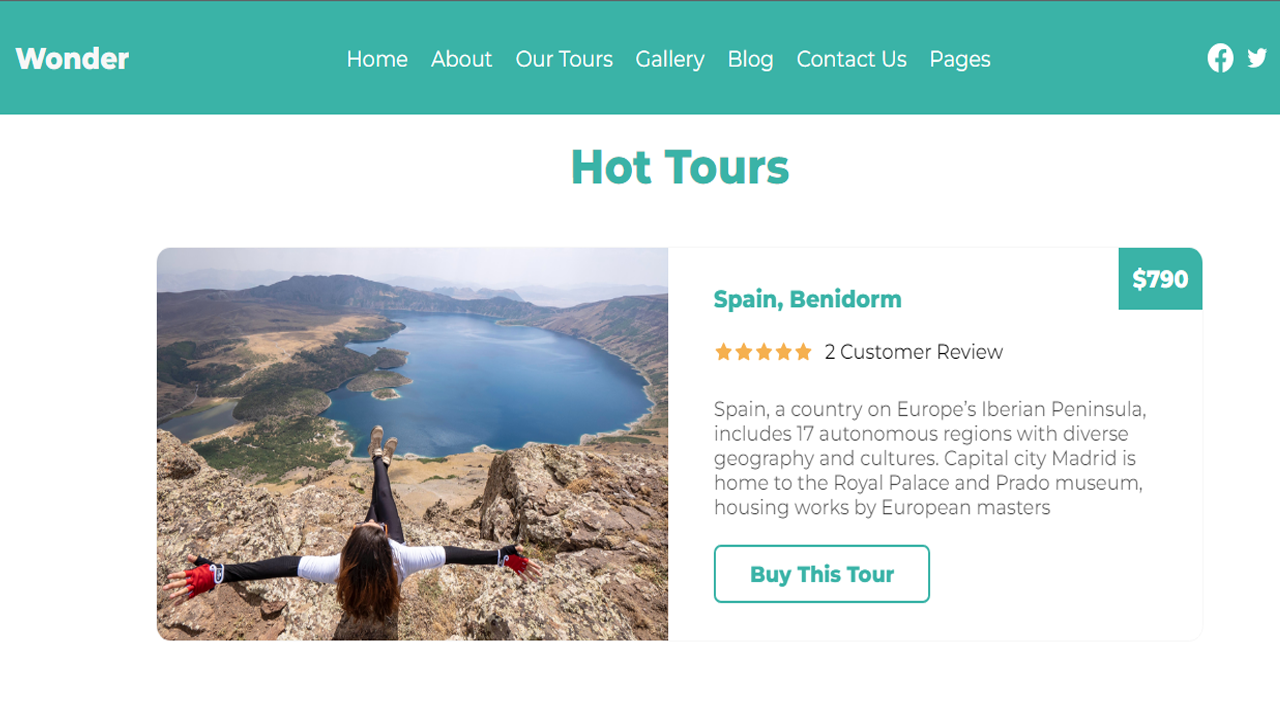 Wonder
Home About Our Tours Gallery Blog Contact Us Pages
Hot Tours
$790
Spain, Benidorm
2 Customer Review
Spain, a country on Europe’s Iberian Peninsula,
includes 17 autonomous regions with diverse
geography and cultures. Capital city Madrid is
home to the Royal Palace and Prado museum,
housing works by European masters
Buy This Tour